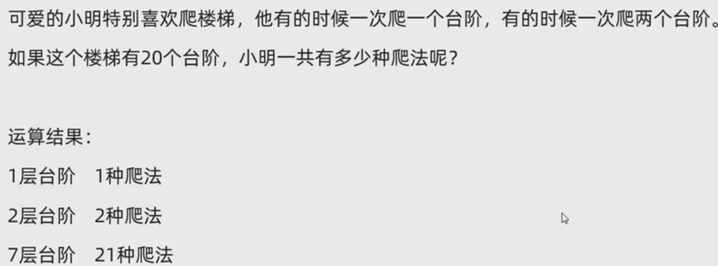 可爱的小明特别喜欢爬楼梯，他有的时候一次爬一个台阶，有的时候一次爬两个台阶。
如果这个楼梯有20个台阶，小明一共有多少种爬法呢？
运算结果：
1层台阶 1种爬法
2层台阶 2种爬法
7层台阶 21种爬法